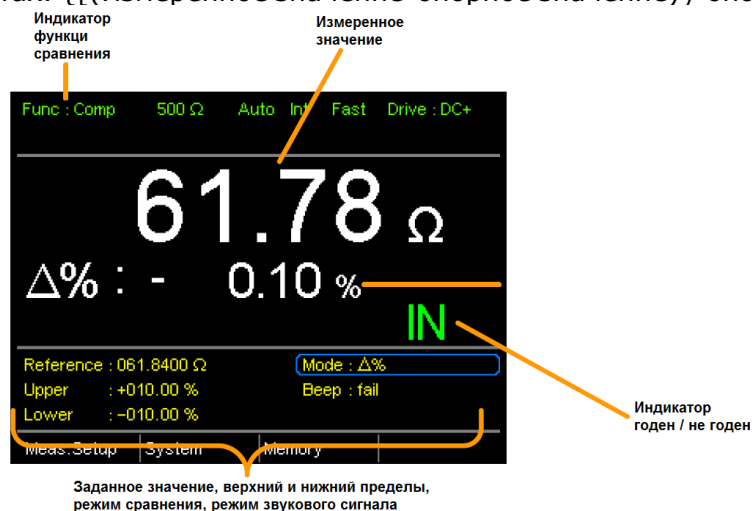 Индикатор
функци
сравнения
Измеренное
значение
Func : Comp 500 Ω Auto Int Fast Drive : DC+
61.78 Ω
Δ% : - 0.10 %
IN
Reference : 061.8400 Ω
Mode : Δ%
Upper : +010.00 %
Beep : fail
Lower : -010.00 %
Meas.Setup System Memory
Индикатор
годен / не годен
Заданное значение, верхний и нижний пределы,
режим сравнения, режим звукового сигнала